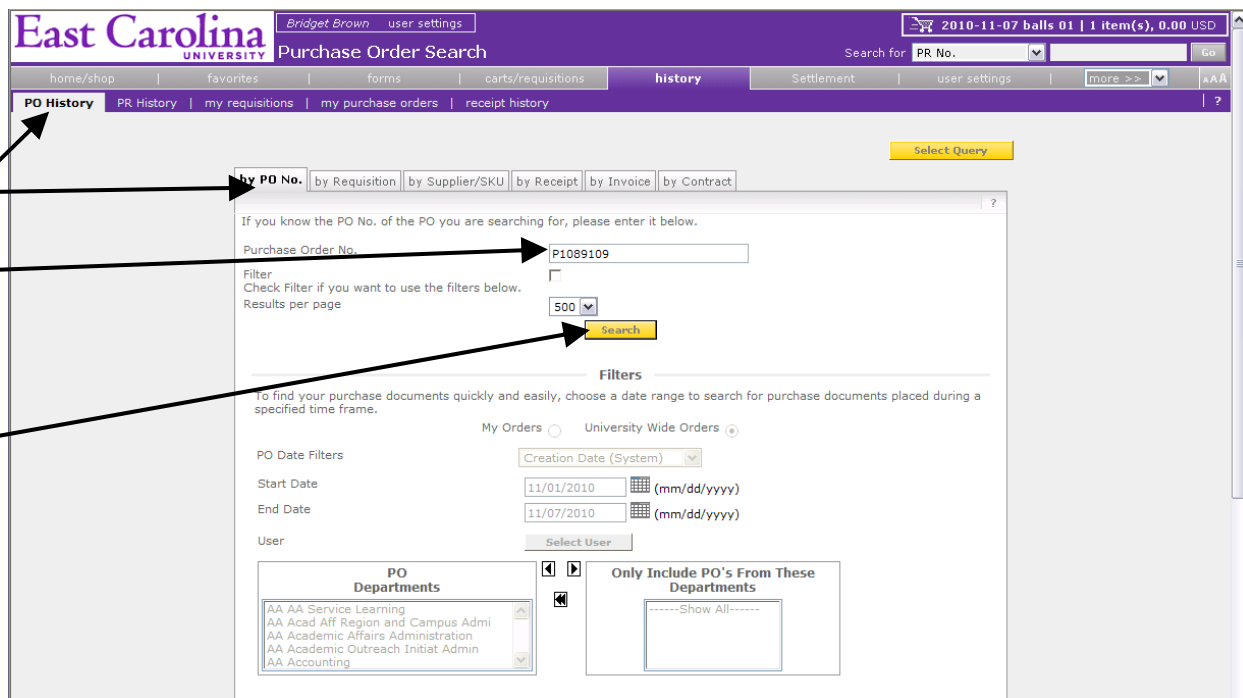 East Carolina
UNIVERSITY
Bridget Brown user settings
2010-11-07 balls 01 | 1 item(s), 0.00 USD
Purchase Order Search
Search for PR No. Go
home/shop | favorites | forms | carts/requisitions history Settlement | user settings | more >> AAA
PO History PR History | my requisitions | my purchase orders | receipt history | ?
Select Query
by PO No. by Requisition by Supplier/SKU by Receipt by Invoice by Contract
?
If you know the PO No. of the PO you are searching for, please enter it below.
Purchase Order No. P1089109
Filter
Check Filter if you want to use the filters below.
Results per page 500
Search
Filters
To find your purchase documents quickly and easily, choose a date range to search for purchase documents placed during a
specified time frame.
My Orders University Wide Orders
PO Date Filters Creation Date (System)
Start Date 11/01/2010 (mm/dd/yyyy)
End Date 11/07/2010 (mm/dd/yyyy)
User Select User
PO
Departments
AA AA Service Learning
AA Acad Aff Region and Campus Admi
AA Academic Affairs Administration
AA Academic Outreach Initiat Admin
AA Accounting
Only Include PO's From These
Departments
------Show All------